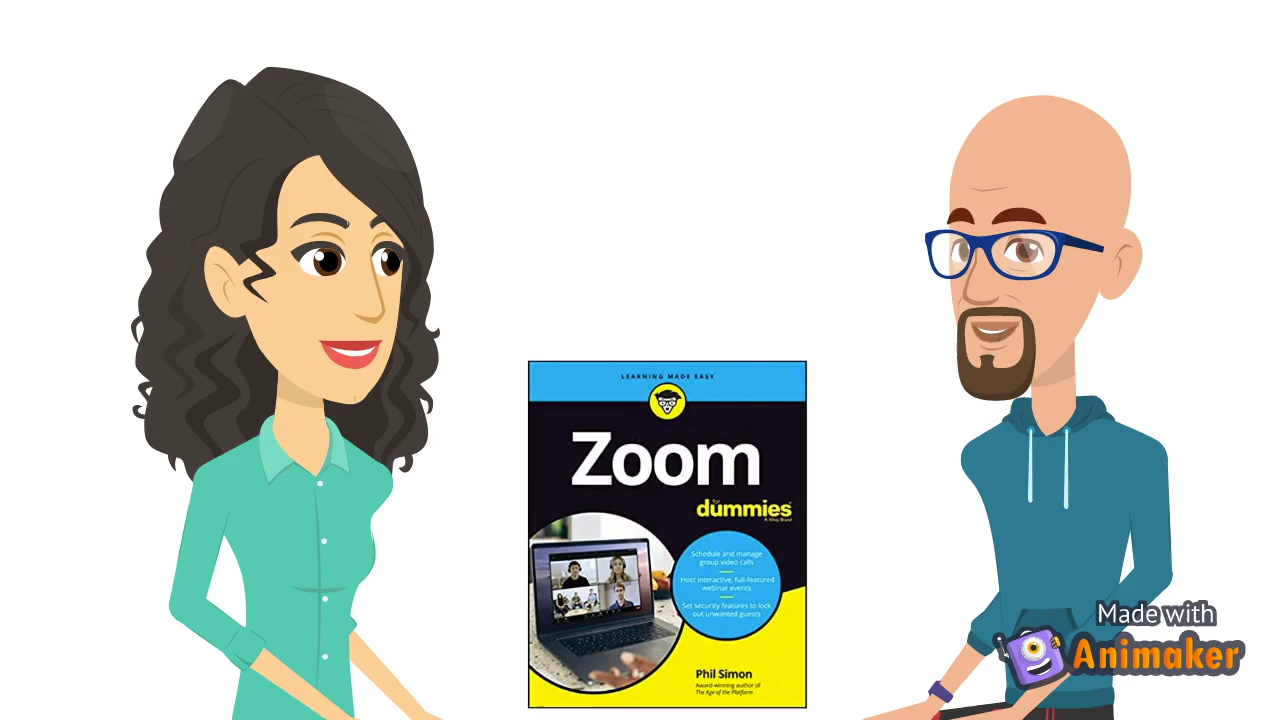 LEARNING MADE EASY
Zoom
for
dummies
A Wiley Brand
Schedule and manage
group video calls
Host interactive, full-featured
webinar events
Set security features to lock
out unwanted guests
Phil Simon
Award-winning author of
The Age of the Platform
Made with
Animaker